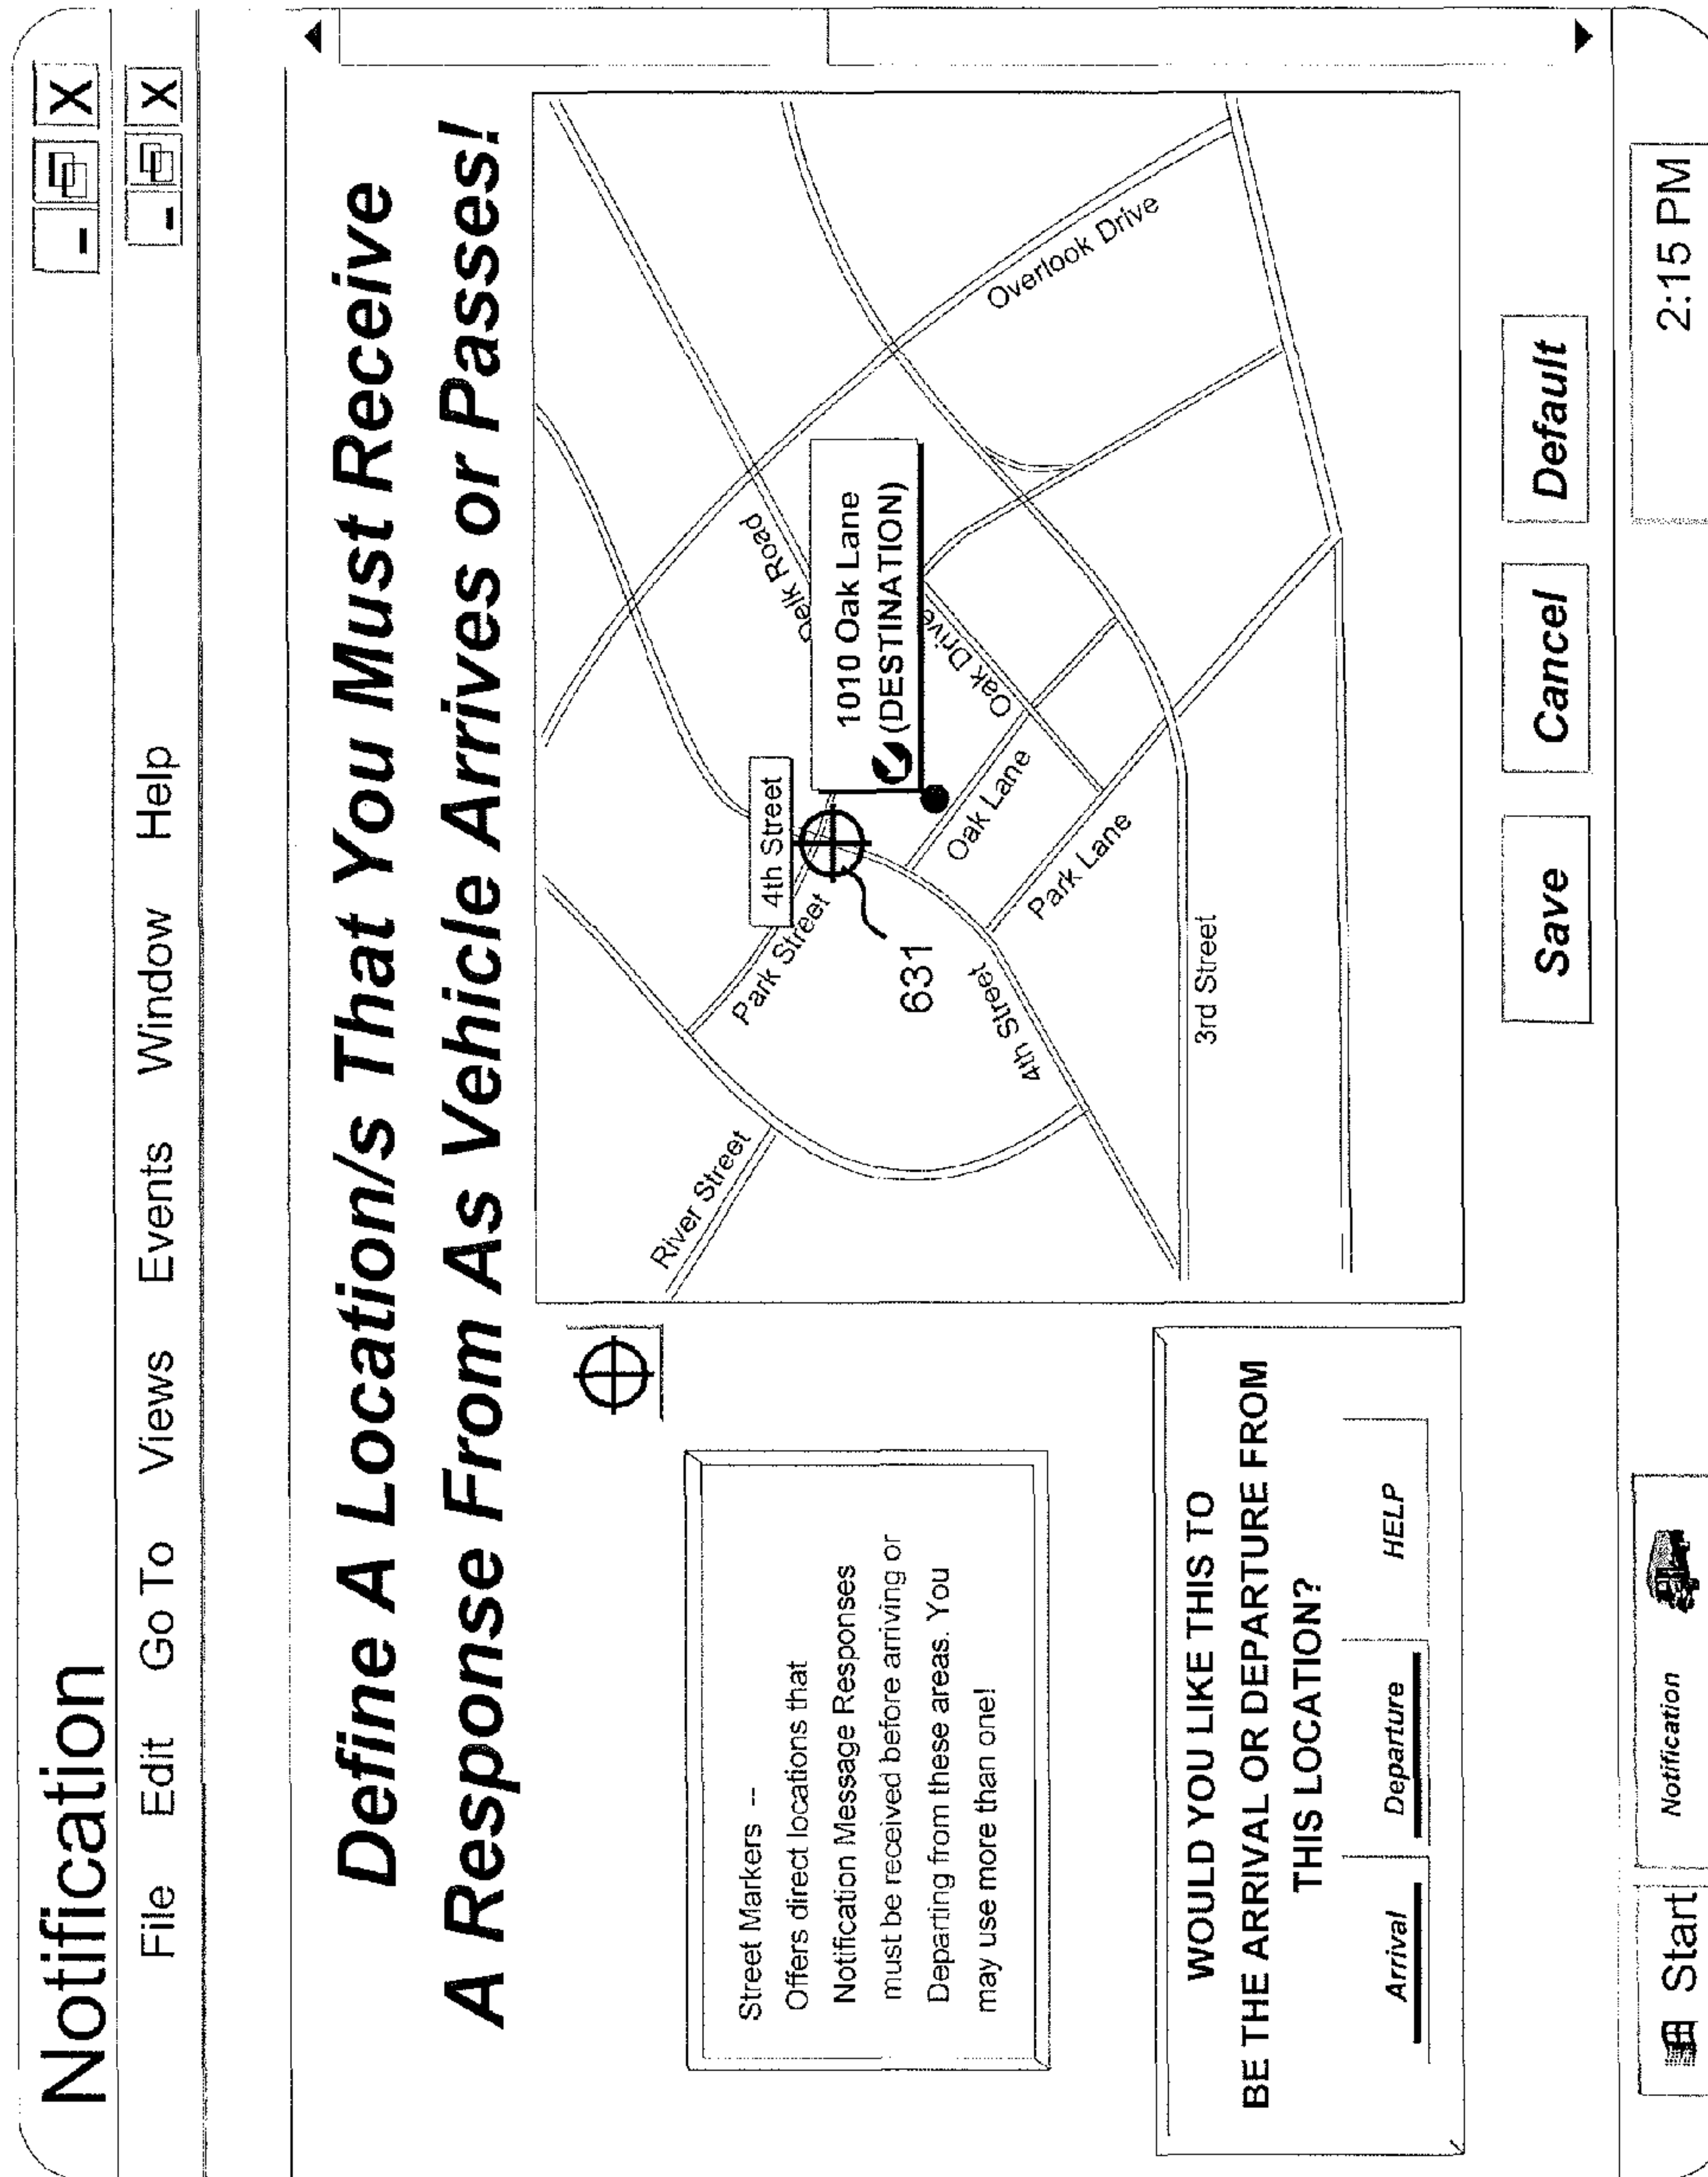 Notification
_ X
File Edit Go To Views Events Window Help
_ X
Define A Location/s That You Must Receive
A Response From As Vehicle Arrives or Passes!
Street Markers --
Offers direct locations that
Notification Message Responses
must be received before arriving or
Departing from these areas. You
may use more than one!
WOULD YOU LIKE THIS TO
BE THE ARRIVAL OR DEPARTURE FROM
THIS LOCATION?
Arrival
Departure
HELP
River Street
Park Street
4th Street
631
4th Street
3rd Street
Park Lane
Oak Lane
Oak Drive
1010 Oak Lane
(DESTINATION)
Road
Overlook Drive
Save
Cancel
Default
Start
Notification
2:15 PM